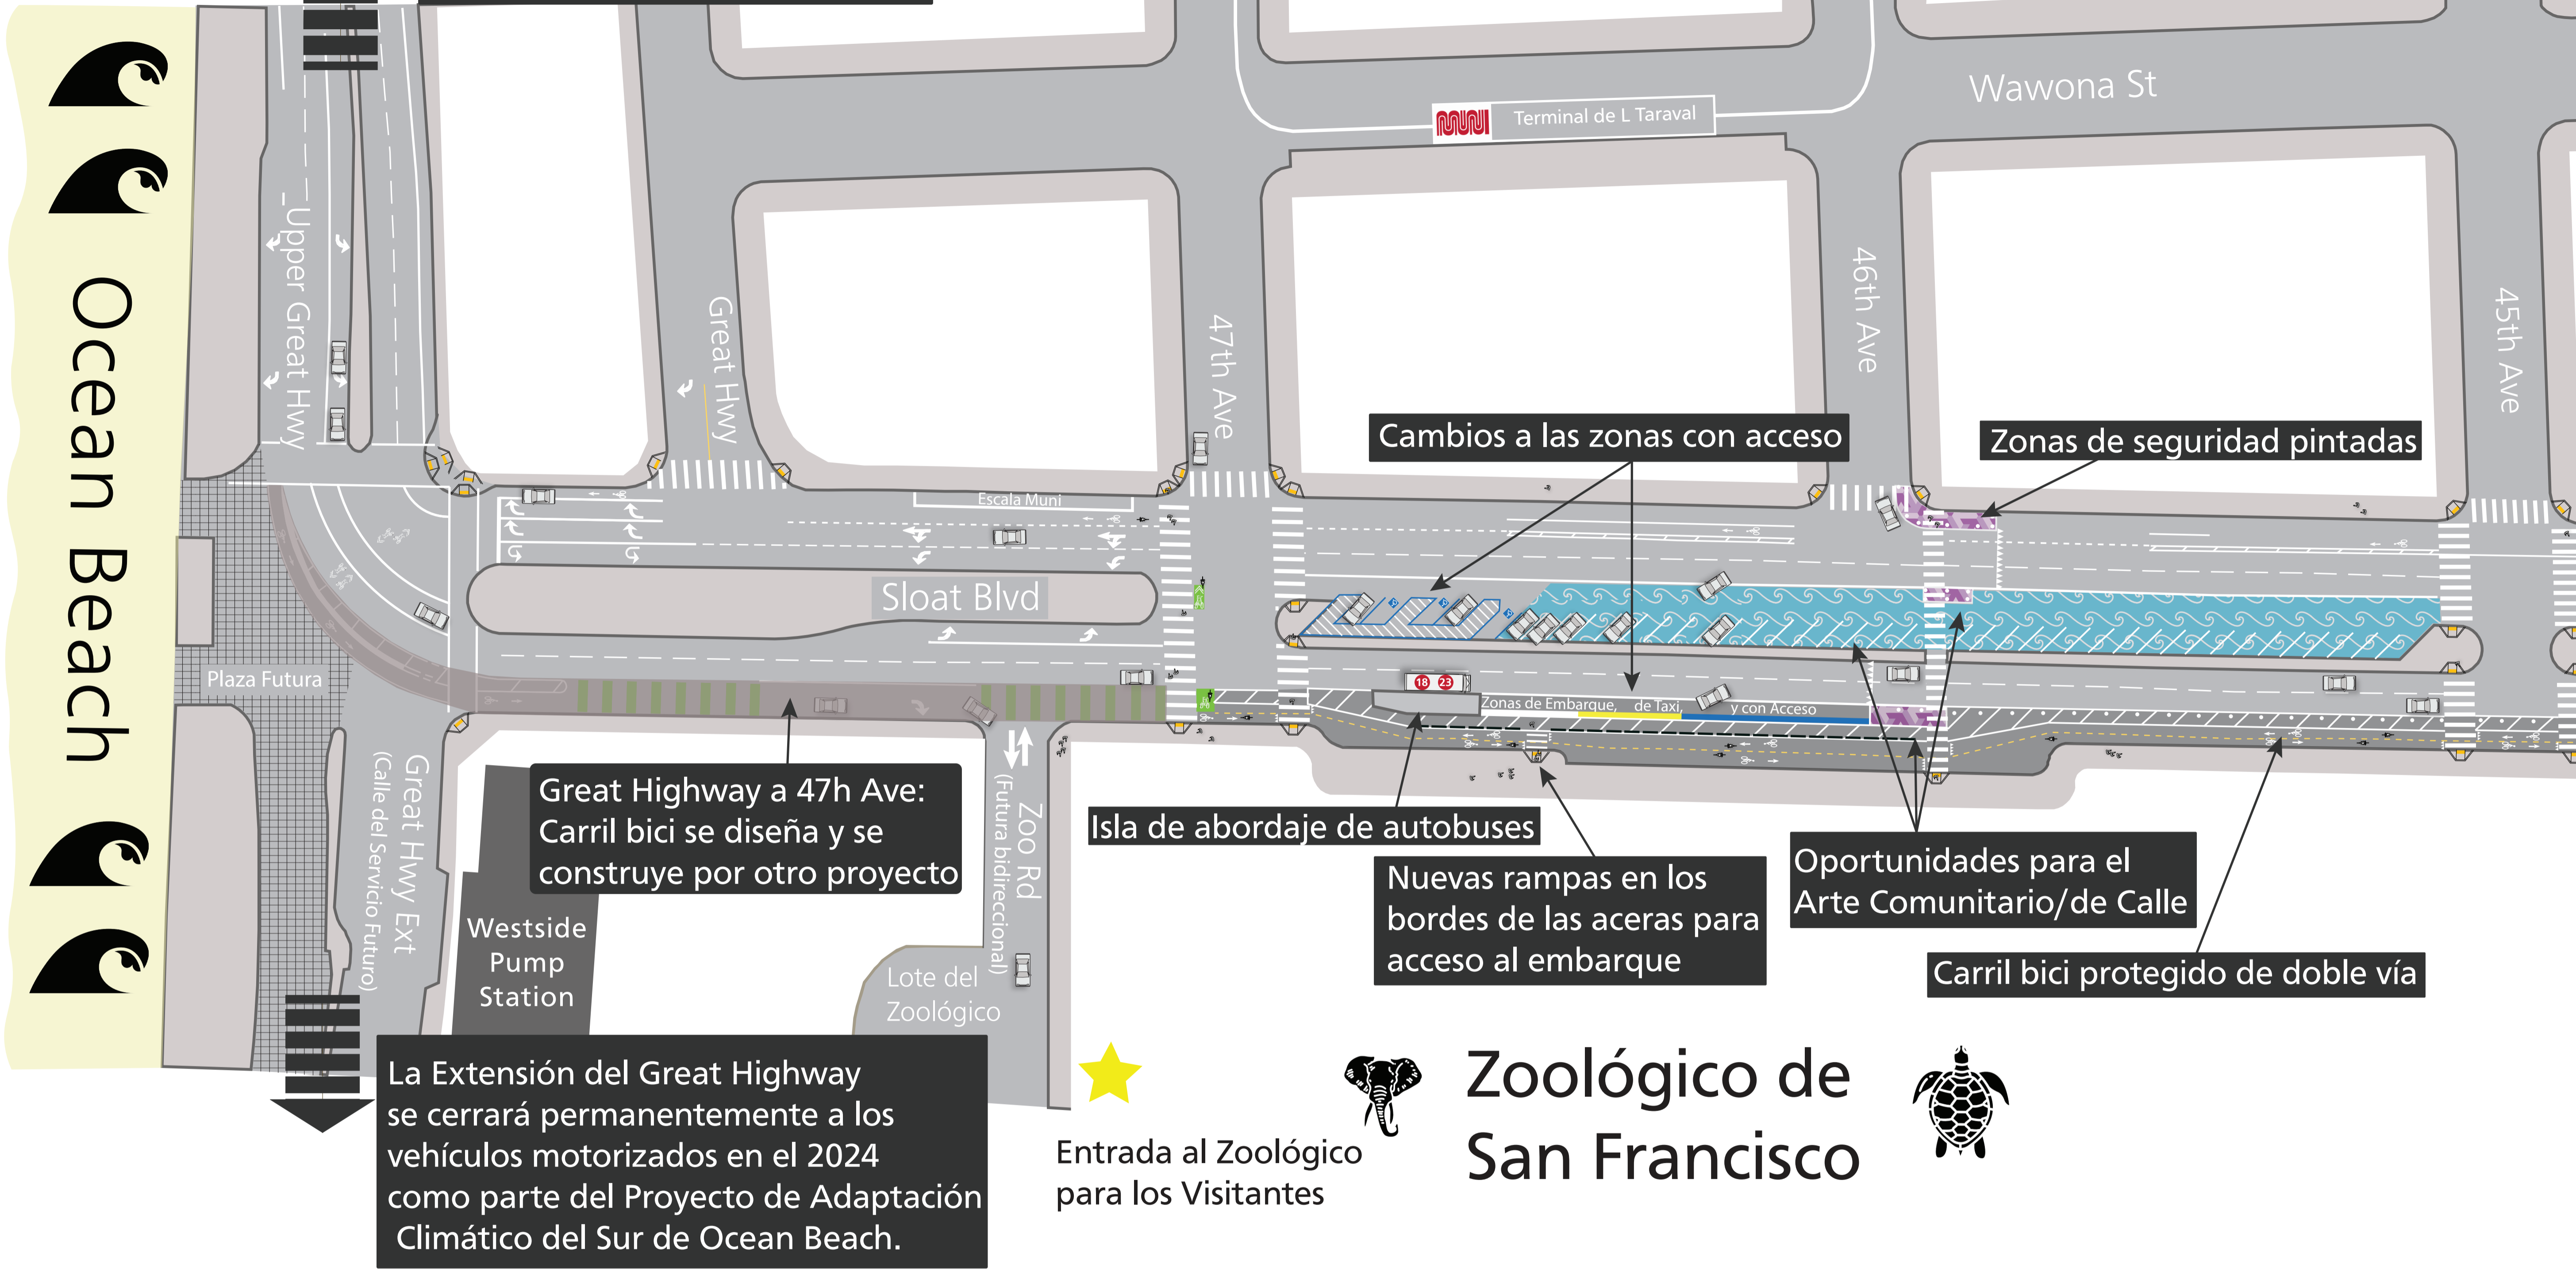 Wawona St
MUNI
Terminal de L Taraval
Ocean Beach
Upper Great Hwy
Great Hwy
47th Ave
46th Ave
45th Ave
Cambios a las zonas con acceso
Zonas de seguridad pintadas
Escala Muni
Sloat Blvd
Plaza Futura
18 23
Zonas de Embarque, de Taxi, y con Acceso
Great Hwy Ext
(Calle del Servicio Futuro)
Great Highway a 47h Ave:
Carril bici se diseña y se
construye por otro proyecto
Zoo Rd
(Futura bidireccional)
Isla de abordaje de autobuses
Nuevas rampas en los
bordes de las aceras para
acceso al embarque
Oportunidades para el
Arte Comunitario/de Calle
Carril bici protegido de doble vía
Westside
Pump
Station
Lote del
Zoológico
La Extensión del Great Highway
se cerrará permanentemente a los
vehículos motorizados en el 2024
como parte del Proyecto de Adaptación
Climático del Sur de Ocean Beach.
Entrada al Zoológico
para los Visitantes
Zoológico de
San Francisco